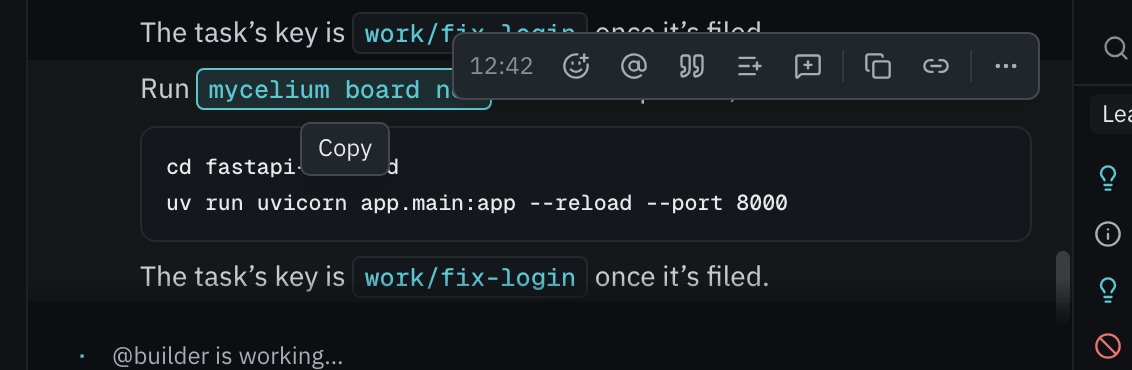 The task’s key is work/fix-login once it’s filed.
12:42
Run mycelium board
Lea
Copy
cd
uv run uvicorn app.main:app --reload --port 8000
The task’s key is work/fix-login once it’s filed.
@builder is working...